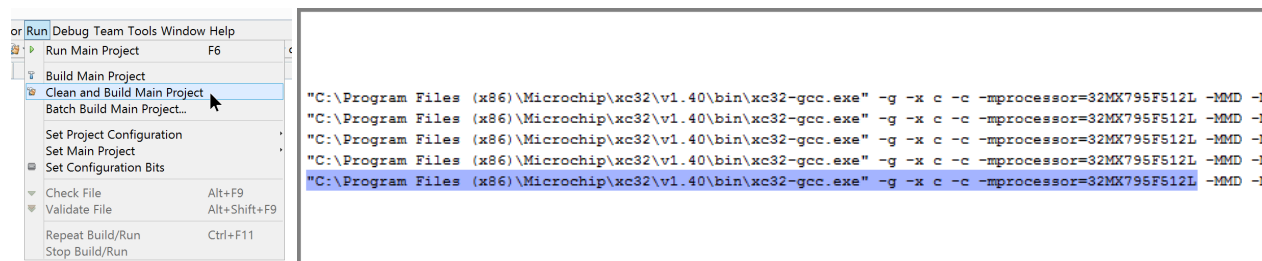 or Run Debug Team Tools Window Help
Run Main Project F6
Build Main Project
Clean and Build Main Project
Batch Build Main Project...
Set Project Configuration
Set Main Project
Set Configuration Bits
Check File Alt+F9
Validate File Alt+Shift+F9
Repeat Build/Run Ctrl+F11
Stop Build/Run
"C:\Program Files (x86)\Microchip\xc32\v1.40\bin\xc32-gcc.exe" -g -x c -c -mprocessor=32MX795F512L -MMD -
"C:\Program Files (x86)\Microchip\xc32\v1.40\bin\xc32-gcc.exe" -g -x c -c -mprocessor=32MX795F512L -MMD -
"C:\Program Files (x86)\Microchip\xc32\v1.40\bin\xc32-gcc.exe" -g -x c -c -mprocessor=32MX795F512L -MMD -
"C:\Program Files (x86)\Microchip\xc32\v1.40\bin\xc32-gcc.exe" -g -x c -c -mprocessor=32MX795F512L -MMD -
"C:\Program Files (x86)\Microchip\xc32\v1.40\bin\xc32-gcc.exe" -g -x c -c -mprocessor=32MX795F512L -MMD -